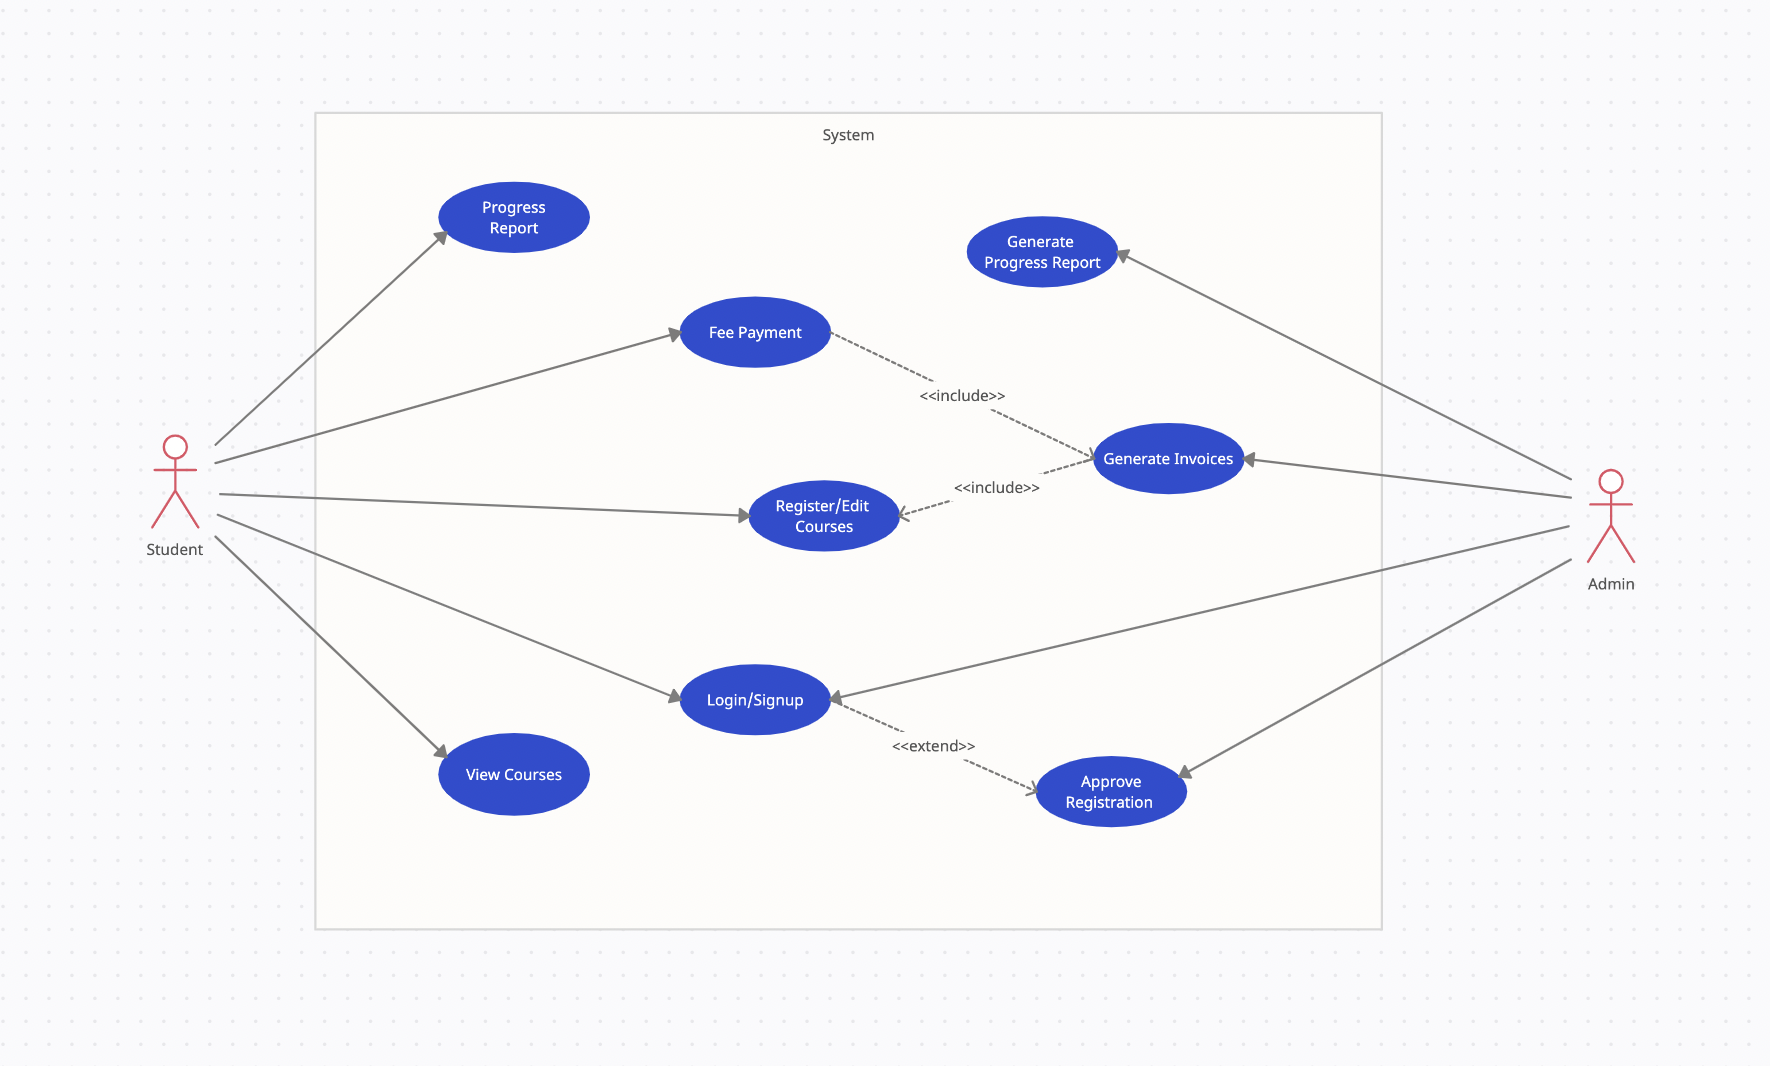 System
Progress
Report
Generate
Progress Report
Fee Payment
<<include>>
Generate Invoices
<<include>>
Register/Edit
Courses
Student
Admin
Login/Signup
<<extend>>
View Courses
Approve
Registration